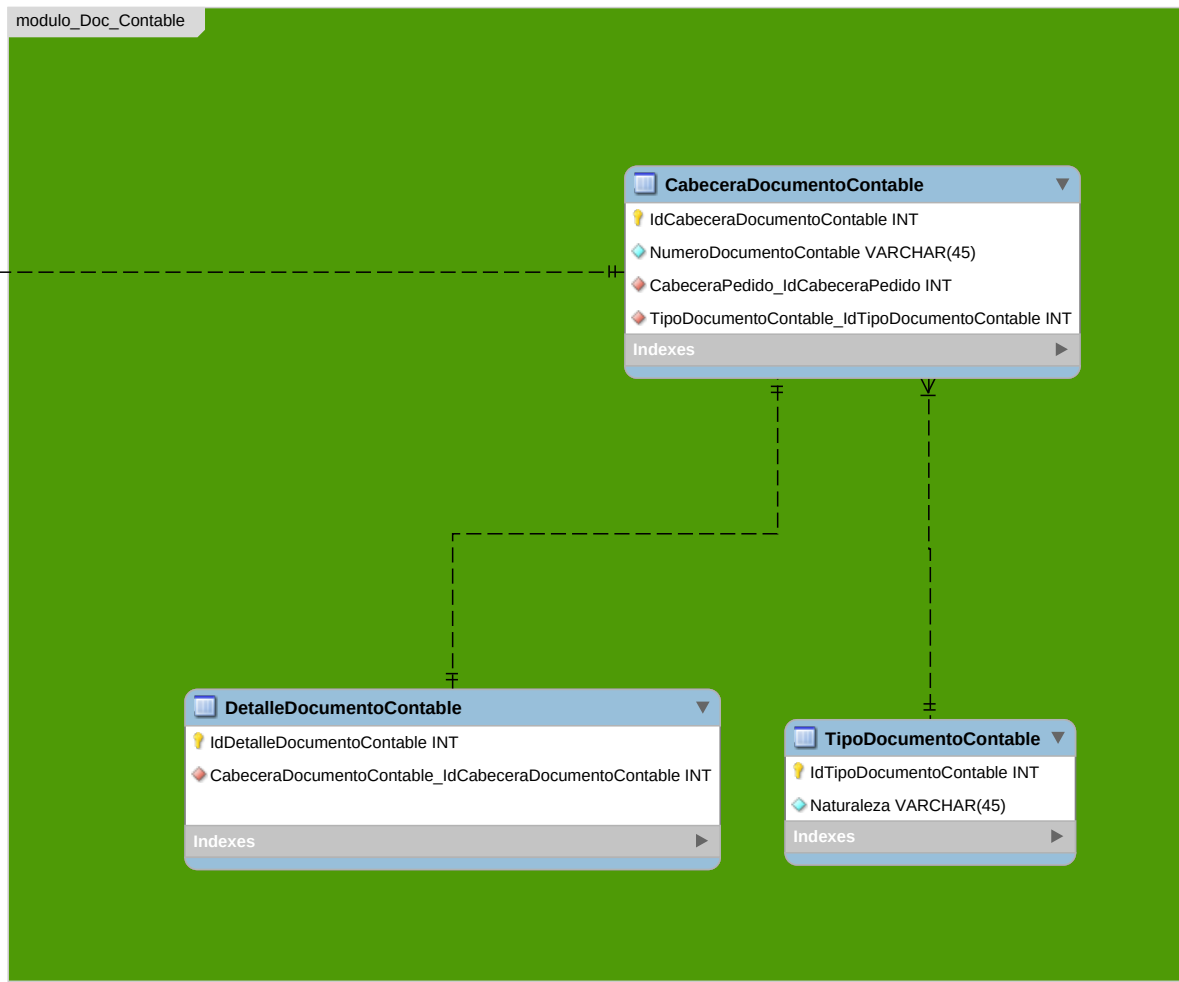 modulo_Doc_Contable
CabeceraDocumentoContable
IdCabeceraDocumentoContable INT
NumeroDocumentoContable VARCHAR(45)
CabeceraPedido_IdCabeceraPedido INT
TipoDocumentoContable_IdTipoDocumentoContable INT
Indexes
DetalleDocumentoContable
IdDetalleDocumentoContable INT
CabeceraDocumentoContable_IdCabeceraDocumentoContable INT
Indexes
TipoDocumentoContable
IdTipoDocumentoContable INT
Naturaleza VARCHAR(45)
Indexes